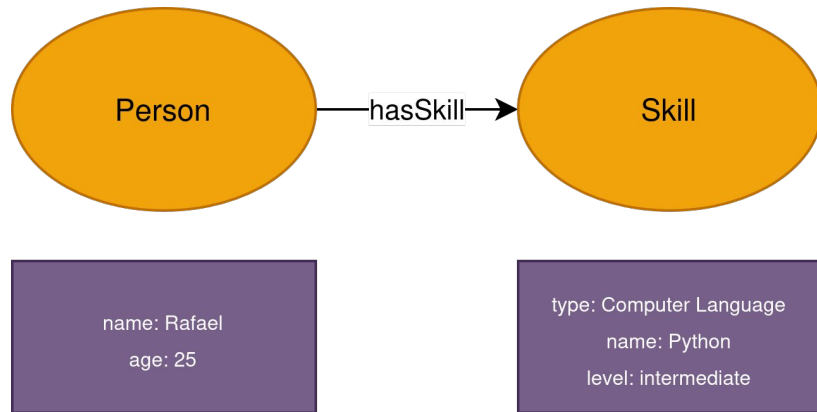 Person
hasSkill
Skill
name: Rafael
age: 25
type: Computer Language
name: Python
level: intermediate